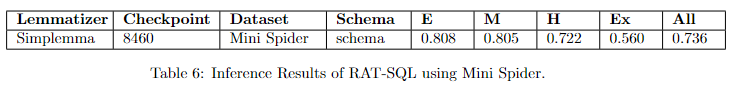 Lemmatizer Checkpoint Dataset Schema E M H Ex All
Simplemma 8460 Mini Spider schema 0.808 0.805 0.722 0.560 0.736
Table 6: Inference Results of RAT-SQL using Mini Spider.